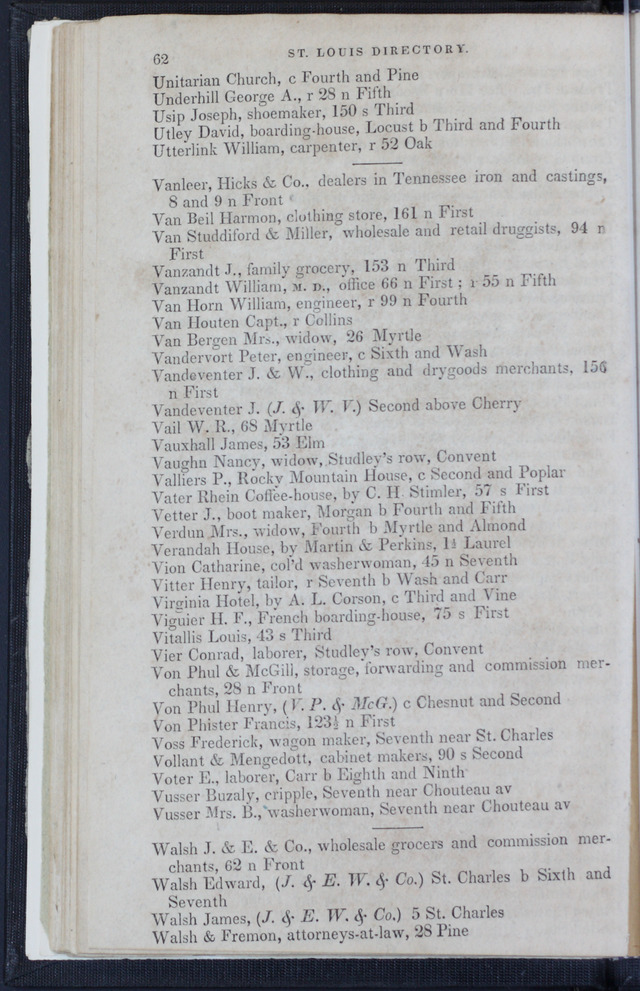 62 ST. LOUIS DIRECTORY.
Unitarian Church, c Fourth and Pine
Underhill George A., r 28 n Fifth
Usip Joseph, shoemaker, 150 s Third
Utley David, boarding-house, Locust b Third and Fourth
Utterlink William, carpenter, r 52 Oak
Vanleer, Hicks & Co., dealers in Tennessee iron and castings,
8 and 9 n Front
Van Beil Harmon, clothing store, 161 n First
Van Studdiford & Miller, wholesale and retail druggists, 94 n
First
Vanzandt J., family grocery, 153 n Third
Vanzandt William, M. D., office 66 n First; r 55 n Fifth
Van Horn William, engineer, r 99 n Fourth
Van Houten Capt., r Collins
Van Bergen Mrs., widow, 26 Myrtle
Vandervort Peter, engineer, c Sixth and Wash
Vandeventer J. & W., clothing and drygoods merchants, 156
n First
Vandeventer J. (J. & W. V.) Second above Cherry
Vail W. R., 68 Myrtle
Vauxhall James, 53 Elm
Vaughn Nancy, widow, Studley's row, Convent
Valliers P., Rocky Mountain House, c Second and Poplar
Vater Rhein Coffee-house, by C. H. Stimler, 57 s First
Vetter J., boot maker, Morgan b Fourth and Fifth
Verdun Mrs., widow, Fourth b Myrtle and Almond
Verandah House, by Martin & Perkins, Laurel
Vion Catharine, col'd washerwoman, 45 n Seventh
Vitter Henry, tailor, r Seventh b Wash and Carr
Virginia Hotel, by A. L. Corson, c Third and Vine
Viguier H. F., French boarding-house, 75 s First
Vitallis Louis, 43 s Third
Vier Conrad, laborer, Studley's row, Convent
Von Phul & McGill, storage, forwarding and commission mer-
chants, 28 n Front
Von Phul Henry, (V. P. & McG.) c Chesnut and Second
Von Phister Francis, 123½ n First
Voss Frederick, wagon maker, Seventh near St. Charles
Vollant & Mengedott, cabinet makers, 90 s Second
Voter E., laborer, Carr b Eighth and Ninth
Vusser Buzaly, cripple, Seventh near Chouteau av
Vusser Mrs. B., washerwoman, Seventh near Chouteau av
Walsh J. & E. & Co., wholesale grocers and commission mer-
chants, 62 n Front
Walsh Edward, (J. & E. W. & Co.) St. Charles b Sixth and
Seventh
Walsh James, (J. & E. W. & Co.) 5 St. Charles
Walsh & Fremon, attorneys-at-law, 28 Pine